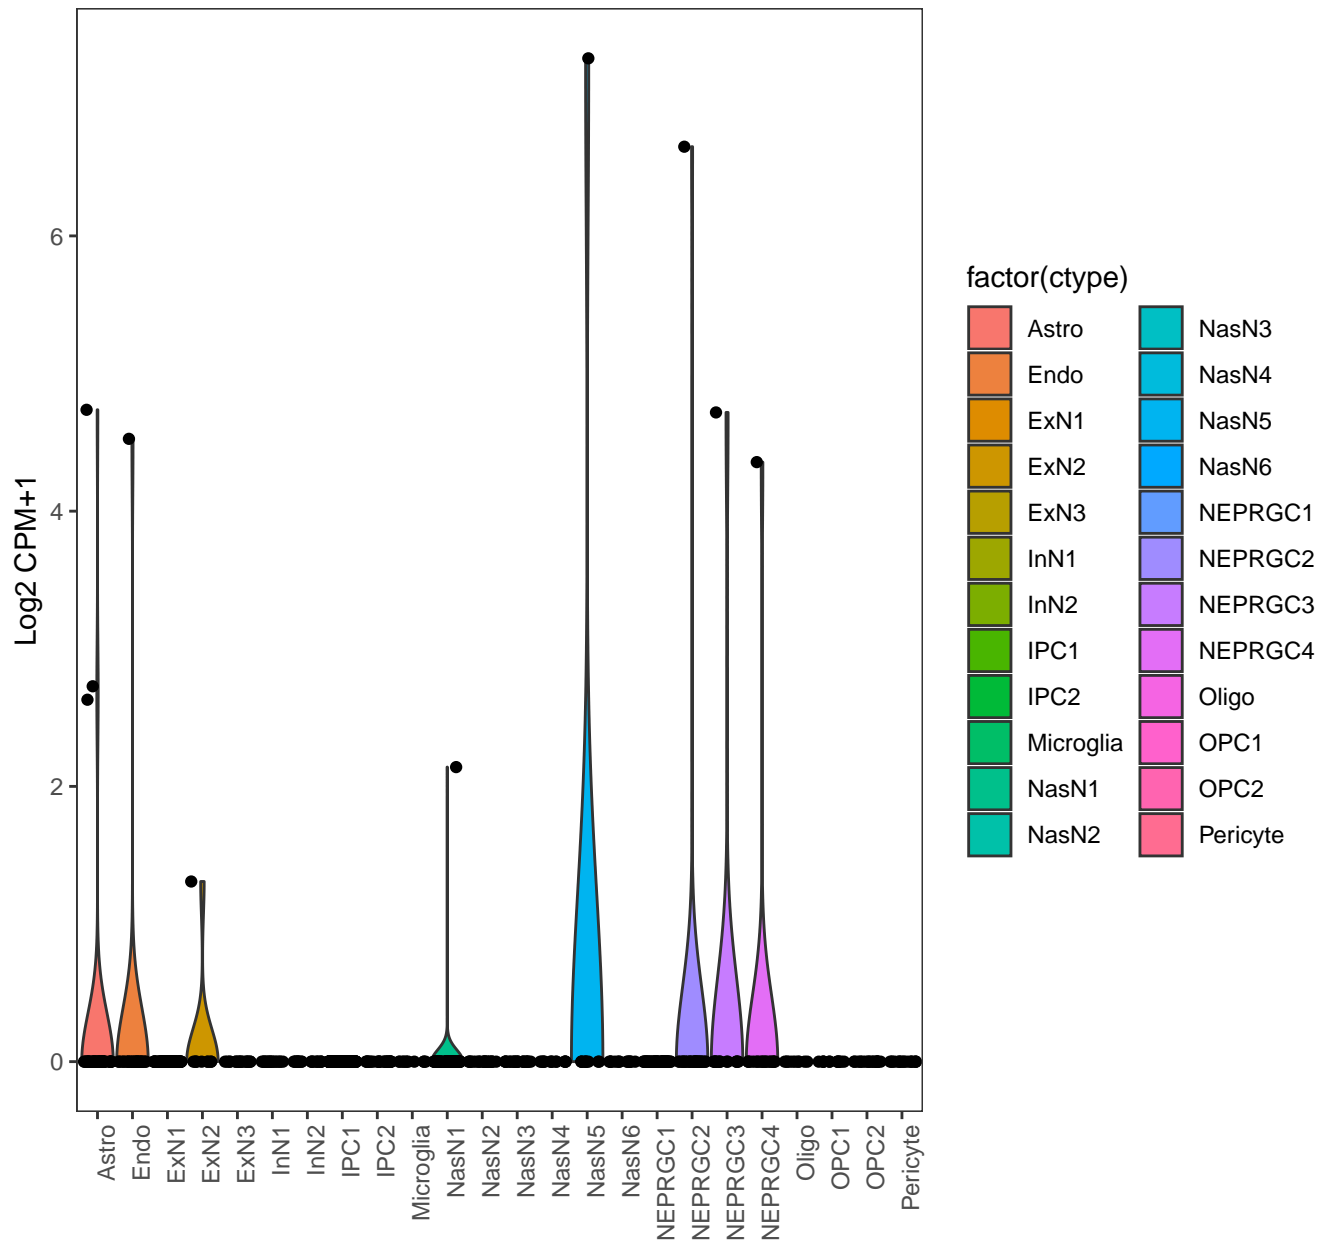 Log2 CPM+1
6
4
2
0
Astro
Endo
ExN1
ExN2
ExN3
InN1
InN2
IPC1
IPC2
Microglia
NasN1
NasN2
NasN3
NasN4
NasN5
NasN6
NEPRGC1
NEPRGC2
NEPRGC3
NEPRGC4
Oligo
OPC1
OPC2
Pericyte
factor(ctype)
Astro
Endo
ExN1
ExN2
ExN3
InN1
InN2
IPC1
IPC2
Microglia
NasN1
NasN2
NasN3
NasN4
NasN5
NasN6
NEPRGC1
NEPRGC2
NEPRGC3
NEPRGC4
Oligo
OPC1
OPC2
Pericyte